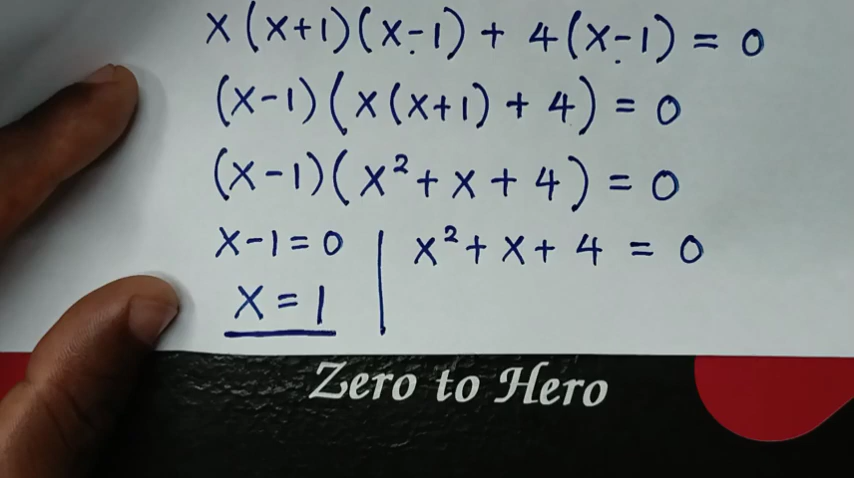 x(x+1)(x-1) + 4(x-1) = 0
(x-1)(x(x+1) + 4) = 0
(x-1)(x² + x + 4) = 0
x-1=0 | x² + x + 4 = 0
x = 1
Zero to Hero